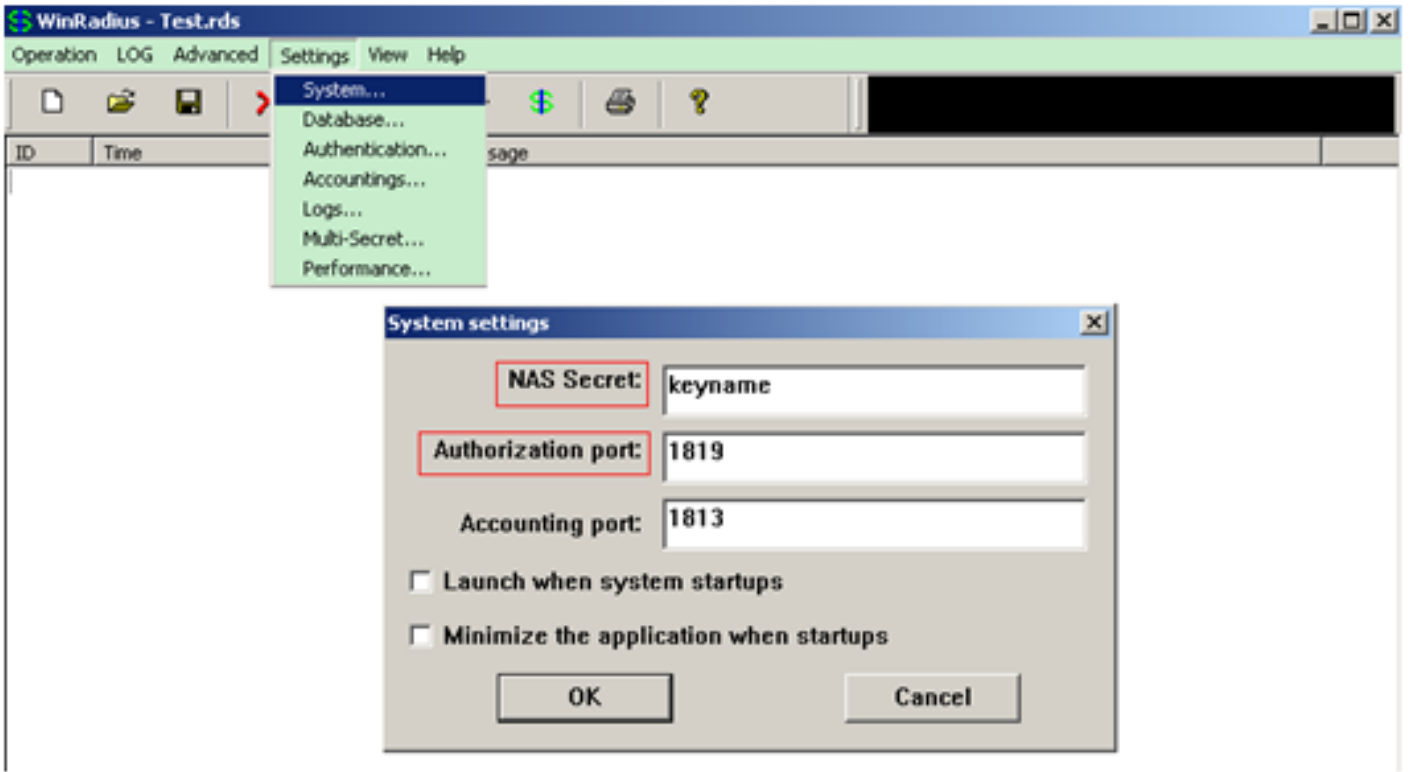 WinRadius - Test.rds
Operation LOG Advanced Settings View Help
System...
Database...
ID Time sage
Authentication...
Accountings...
Logs...
Multi-Secret...
Performance...
System settings
NAS Secret: keyname
Authorization port: 1819
Accounting port: 1813
Launch when system startups
Minimize the application when startups
OK Cancel